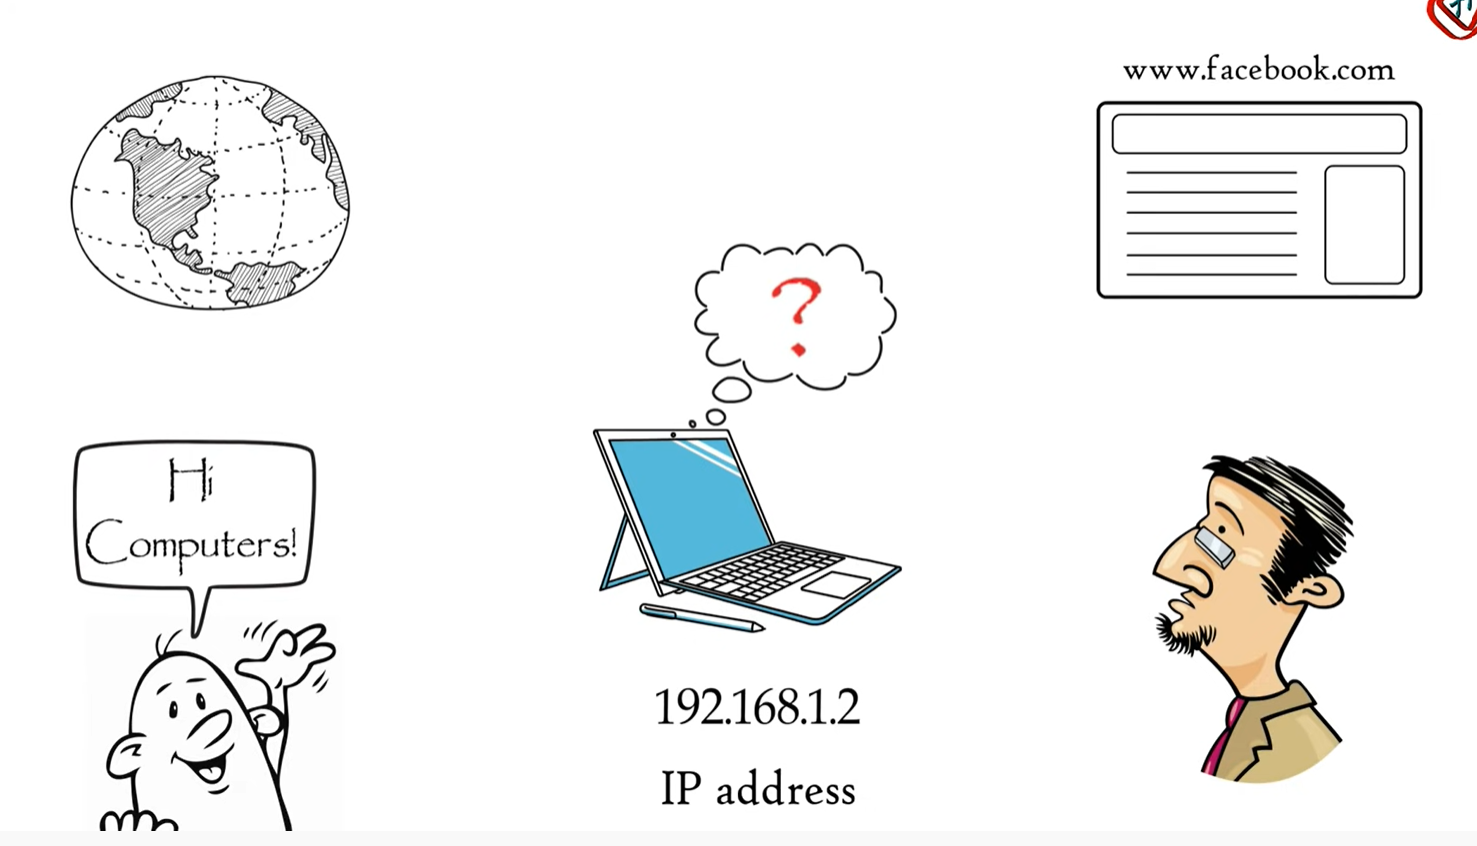 www.facebook.com
?
Hi
Computers!
192.168.1.2
IP address